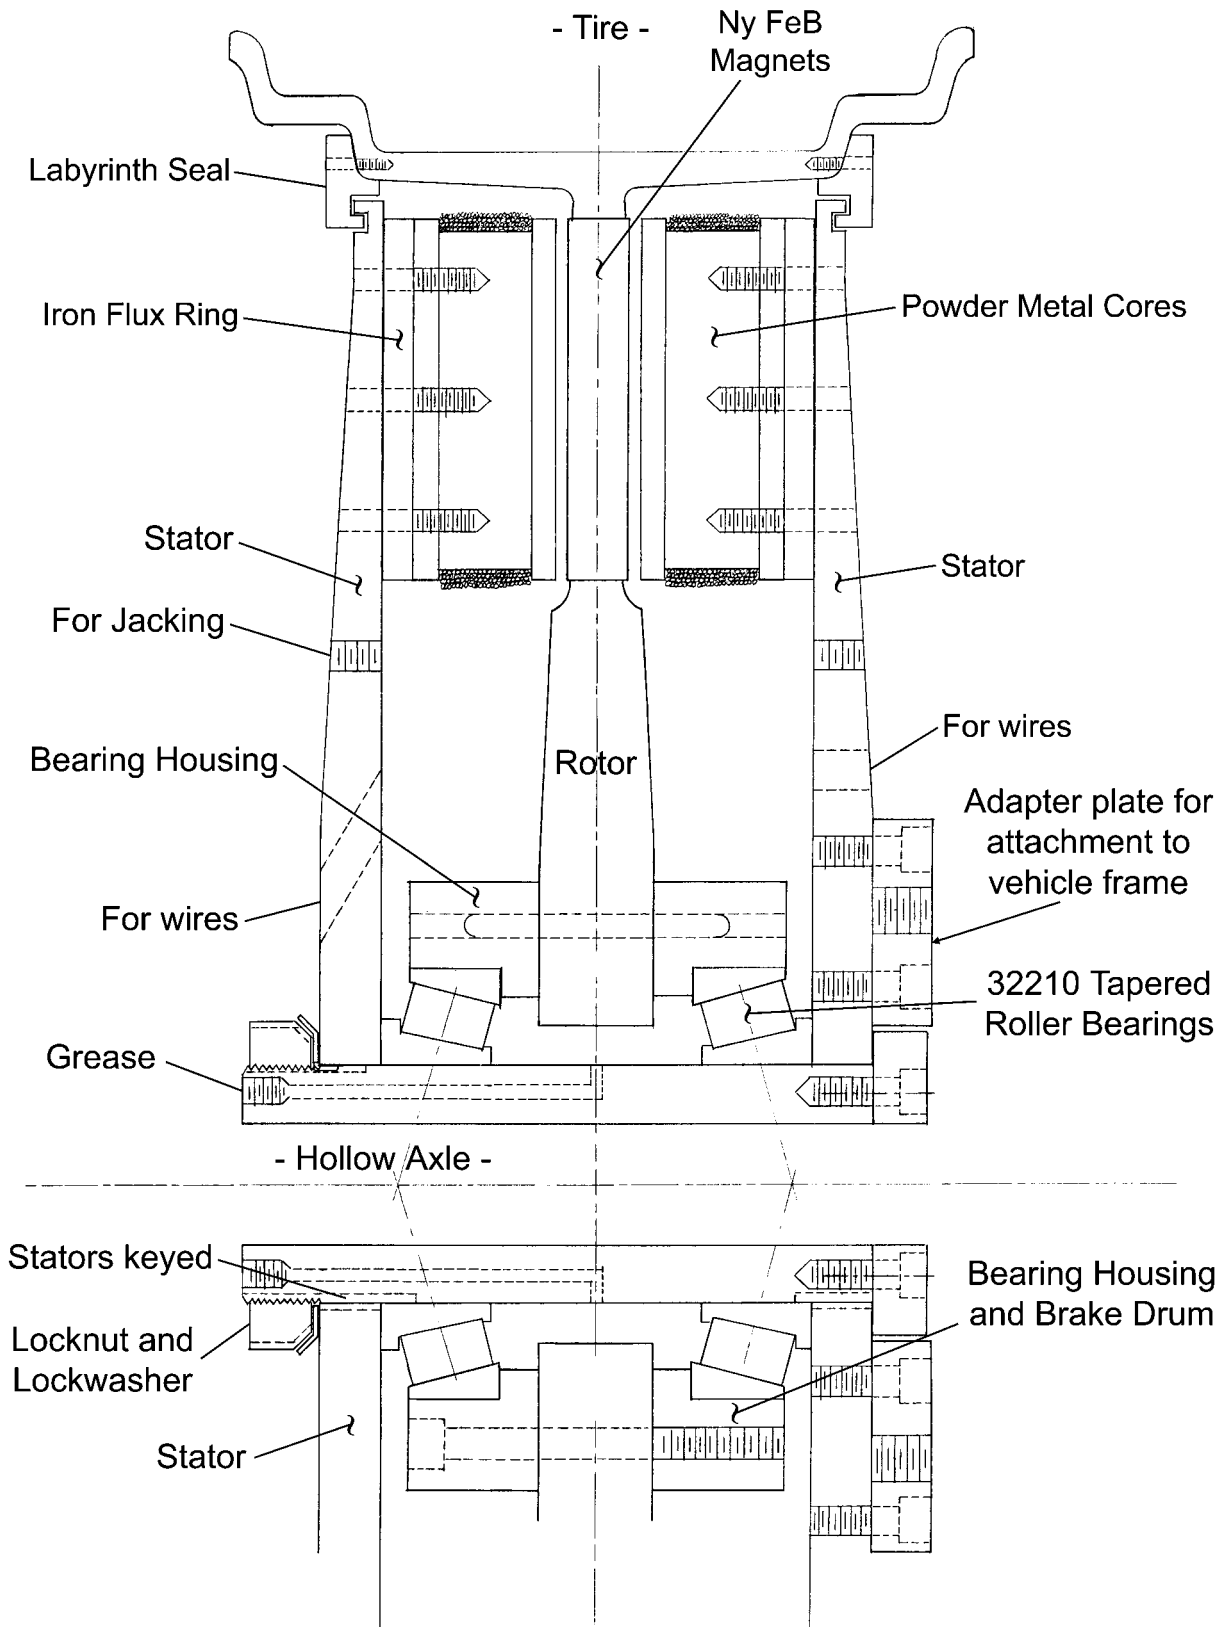 - Tire -
Ny FeB
Magnets
Labyrinth Seal
Iron Flux Ring
Powder Metal Cores
Stator
Stator
For Jacking
For wires
Bearing Housing
Rotor
Adapter plate for
attachment to
vehicle frame
For wires
32210 Tapered
Roller Bearings
Grease
- Hollow Axle -
Stators keyed
Bearing Housing
and Brake Drum
Locknut and
Lockwasher
Stator